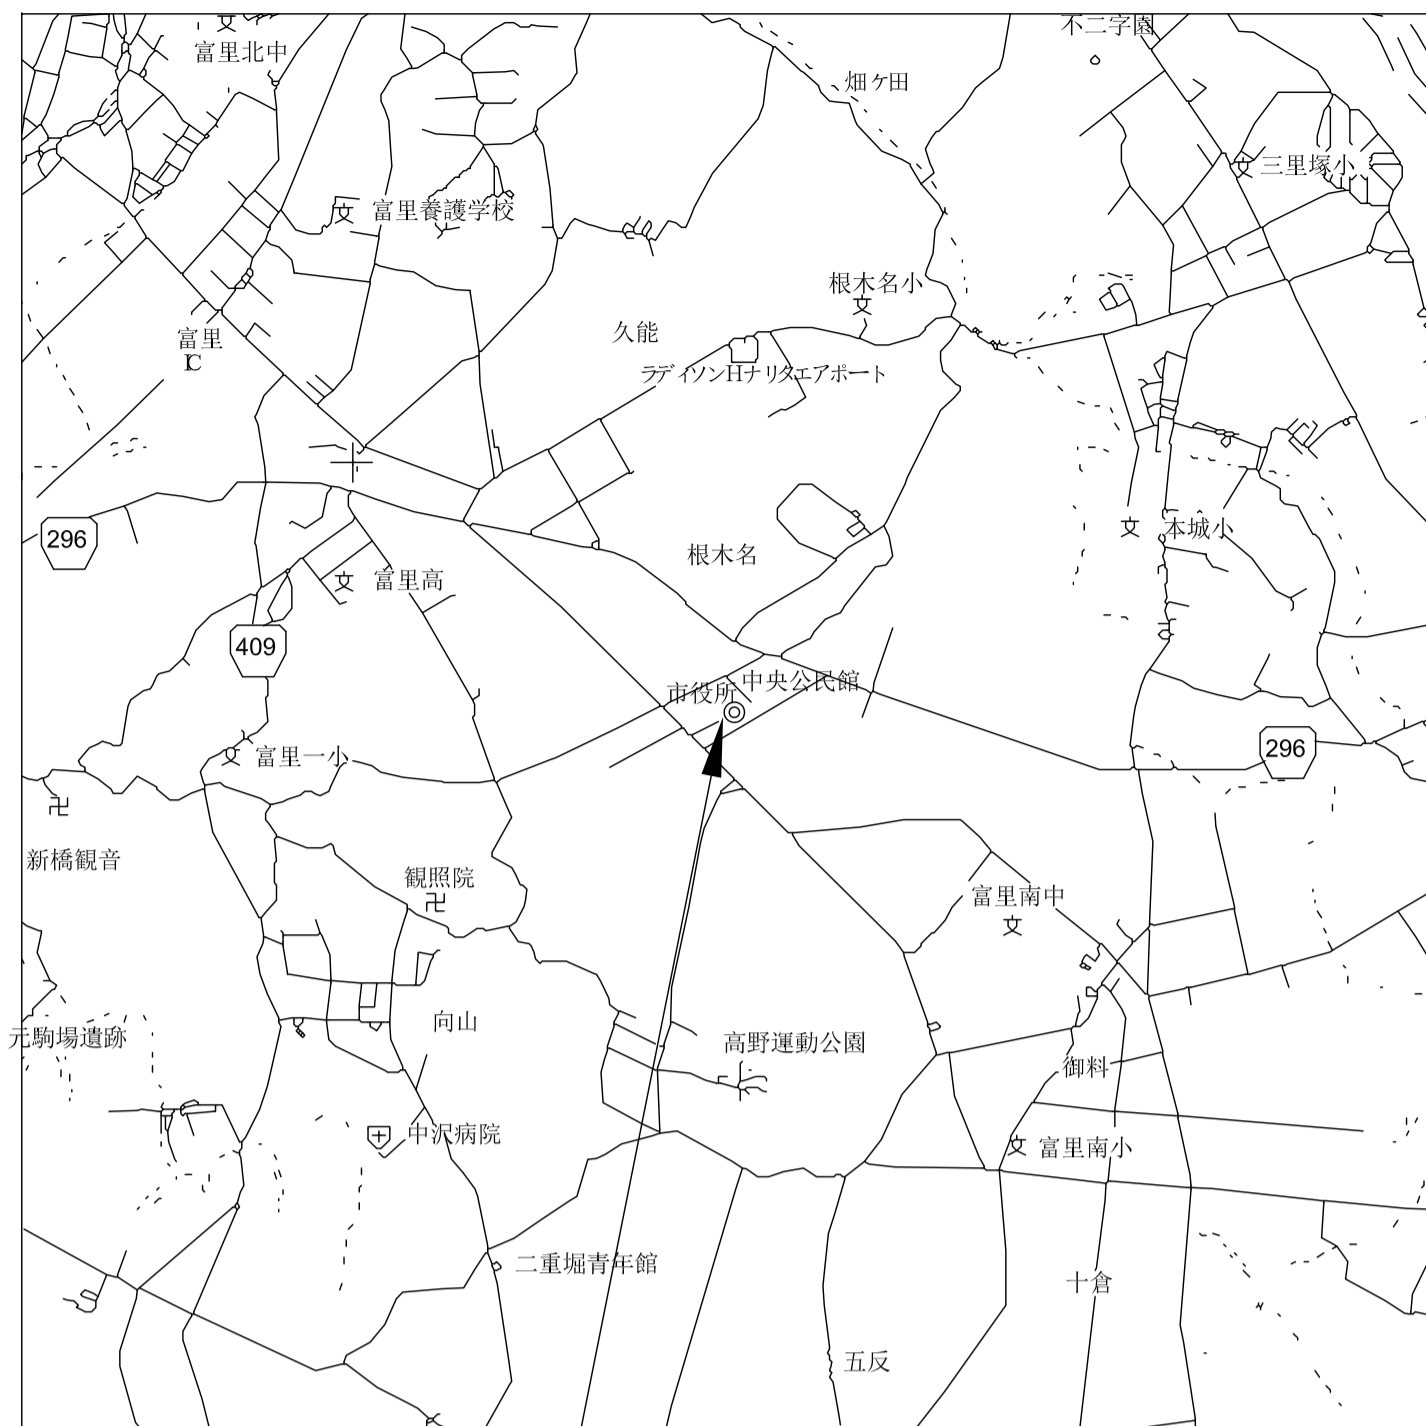 不二字園
富里北中
畑ケ田
三里塚小
富里養護学校
根木名小
富里
IC
久能
ラディソンHナリタエアポート
296
本城小
根木名
富里高
409
中央公民館
市役所
富里一小
296
新橋観音
観照院
富里南中
向山
元駒場遺跡
高野運動公園
御料
中沢病院
富里南小
二重堀青年館
十倉
五反